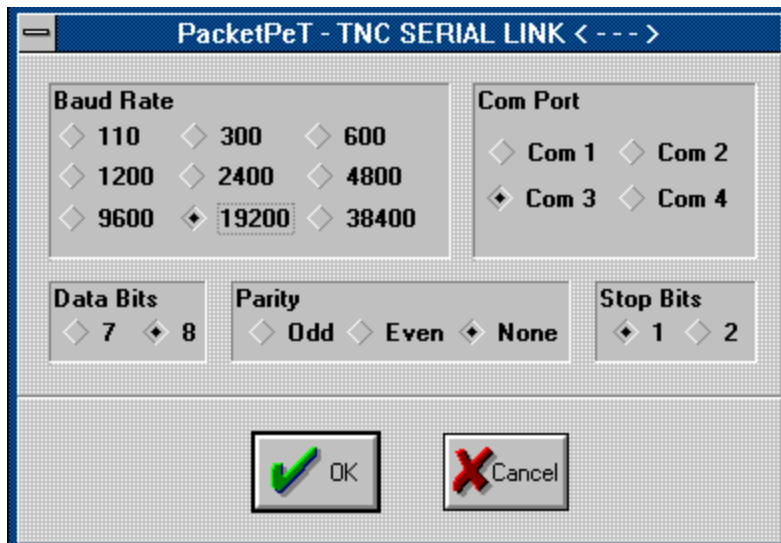 PacketPeT - TNC SERIAL LINK < - - - >
Baud Rate
110 300 600
1200 2400 4800
9600 19200 38400
Com Port
Com 1 Com 2
Com 3 Com 4
Data Bits
7 8
Parity
Odd Even None
Stop Bits
1 2
OK Cancel